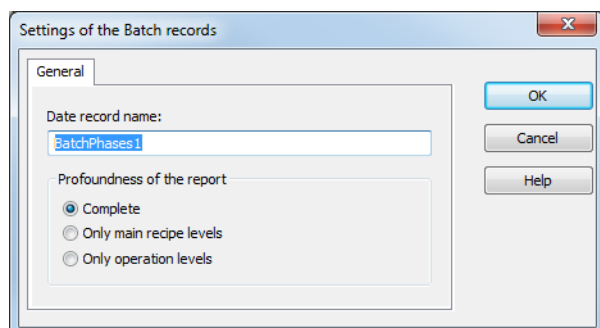 Settings of the Batch records
General
OK
Date record name:
BatchPhases1
Cancel
Profoundness of the report
Help
Complete
Only main recipe levels
Only operation levels